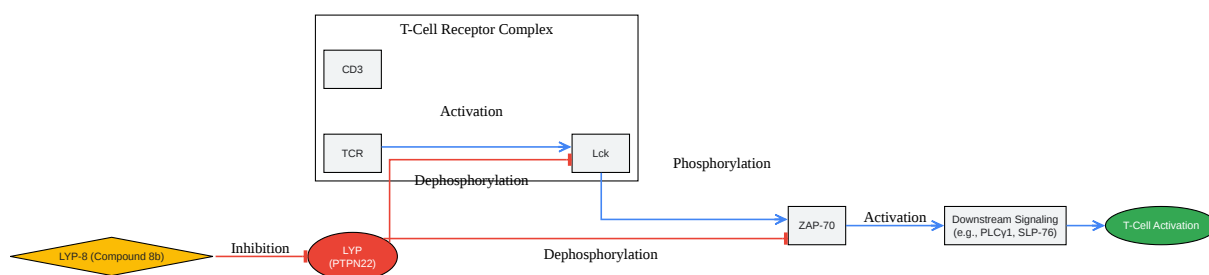 T-Cell Receptor Complex
CD3
Activation
TCR
Lck
Phosphorylation
Dephosphorylation
ZAP-70
Activation
Downstream Signaling
(e.g., PLCγ1, SLP-76)
T-Cell Activation
LYP-8 (Compound 8b)
Inhibition
LYP
(PTPN22)
Dephosphorylation